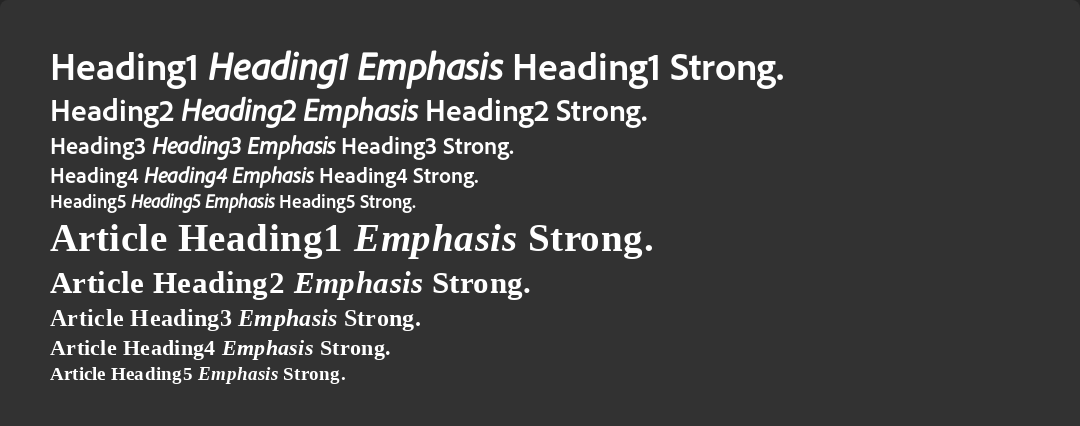 Heading1 Heading1 Emphasis Heading1 Strong.
Heading2 Heading2 Emphasis Heading2 Strong.
Heading3 Heading3 Emphasis Heading3 Strong.
Heading4 Heading4 Emphasis Heading4 Strong.
Heading5 Heading5 Emphasis Heading5 Strong.
Article Heading1 Emphasis Strong.
Article Heading2 Emphasis Strong.
Article Heading3 Emphasis Strong.
Article Heading4 Emphasis Strong.
Article Heading5 Emphasis Strong.